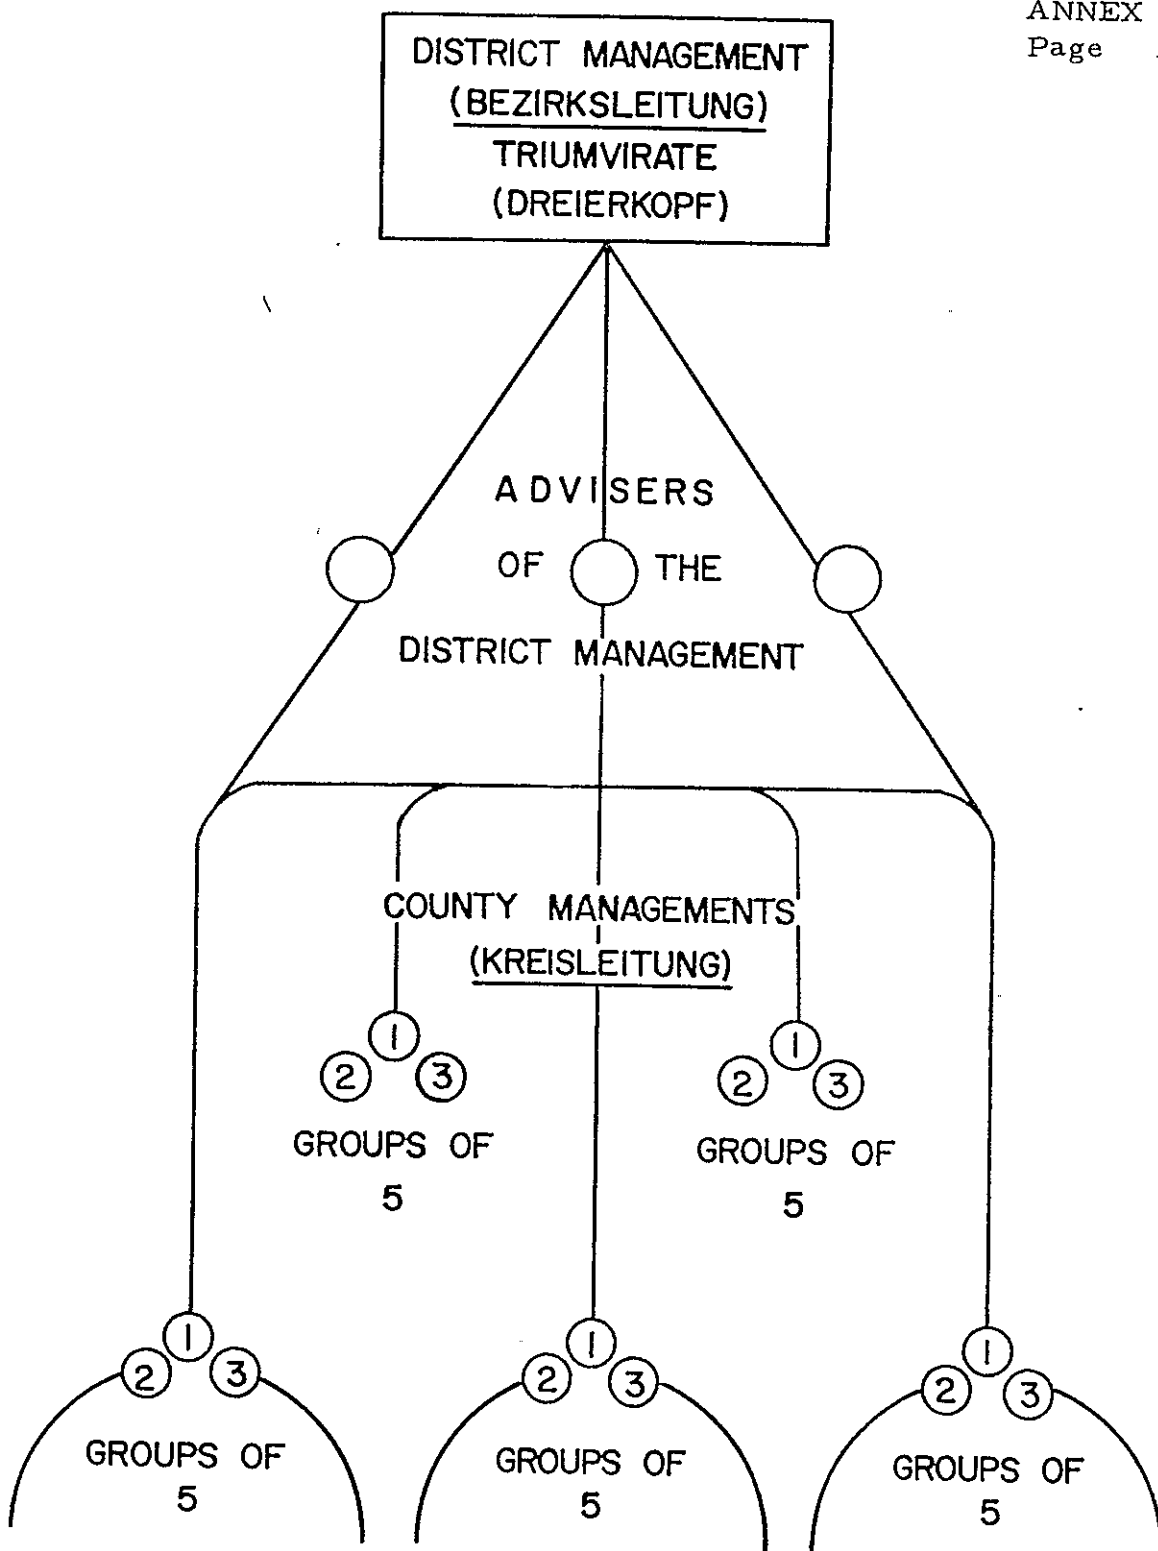 ANNEX
Page
DISTRICT MANAGEMENT
(BEZIRKSLEITUNG)
TRIUMVIRATE
(DREIERKOPF)
ADVISERS
OF THE
DISTRICT MANAGEMENT
COUNTY MANAGEMENTS
(KREISLEITUNG)
1
2 3
GROUPS OF
5
1
2 3
GROUPS OF
5
1
2 3
GROUPS OF
5
1
2 3
GROUPS OF
5
1
2 3
GROUPS OF
5